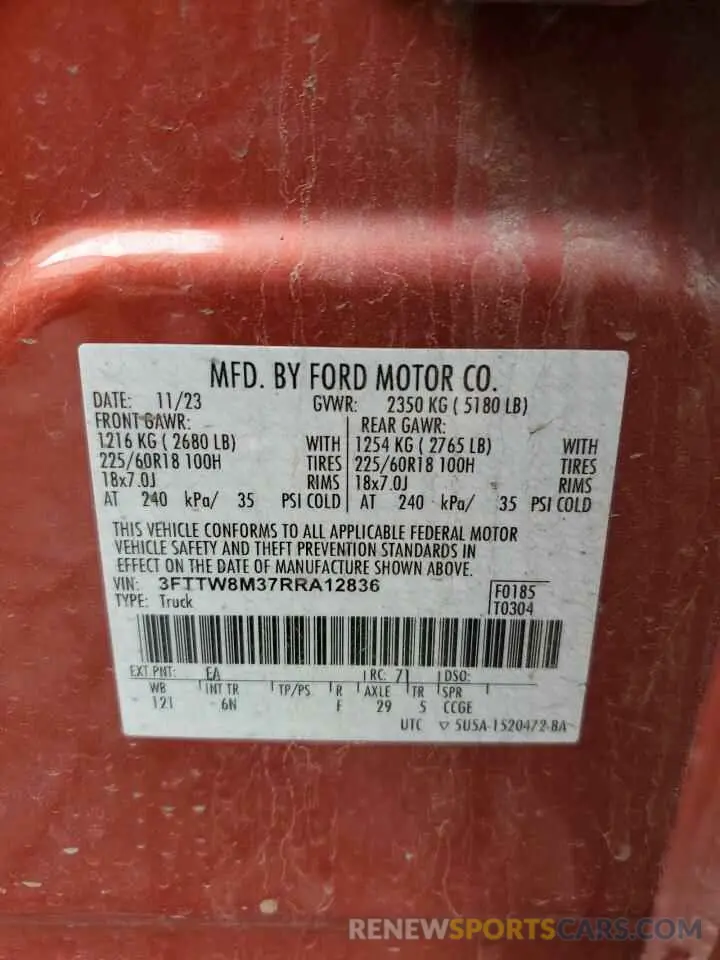 MFD. BY FORD MOTOR CO.
DATE: 11/23 GVWR: 2350 KG ( 5180 LB)
FRONT GAWR: REAR GAWR:
1216 KG ( 2680 LB) WITH 1254 KG ( 2765 LB) WITH
225/60R18 100H TIRES 225/60R18 100H TIRES
18x7.0J RIMS 18x7.0J RIMS
AT 240 kPa/ 35 PSI COLD AT 240 kPa/ 35 PSI COLD
THIS VEHICLE CONFORMS TO ALL APPLICABLE FEDERAL MOTOR
VEHICLE SAFETY AND THEFT PREVENTION STANDARDS IN
EFFECT ON THE DATE OF MANUFACTURE SHOWN ABOVE.
VIN: 3FTTW8M37RRA12836 F0185
TYPE: Truck T0304
EXT PNT: EA RC: 71 DSO:
WB INT TR TP/PS R AXLE TR SPR
121 6N F 29 5 CCGE
UTC ▽ 5U5A-1520472-BA
RENEWSPORTSCARS.COM